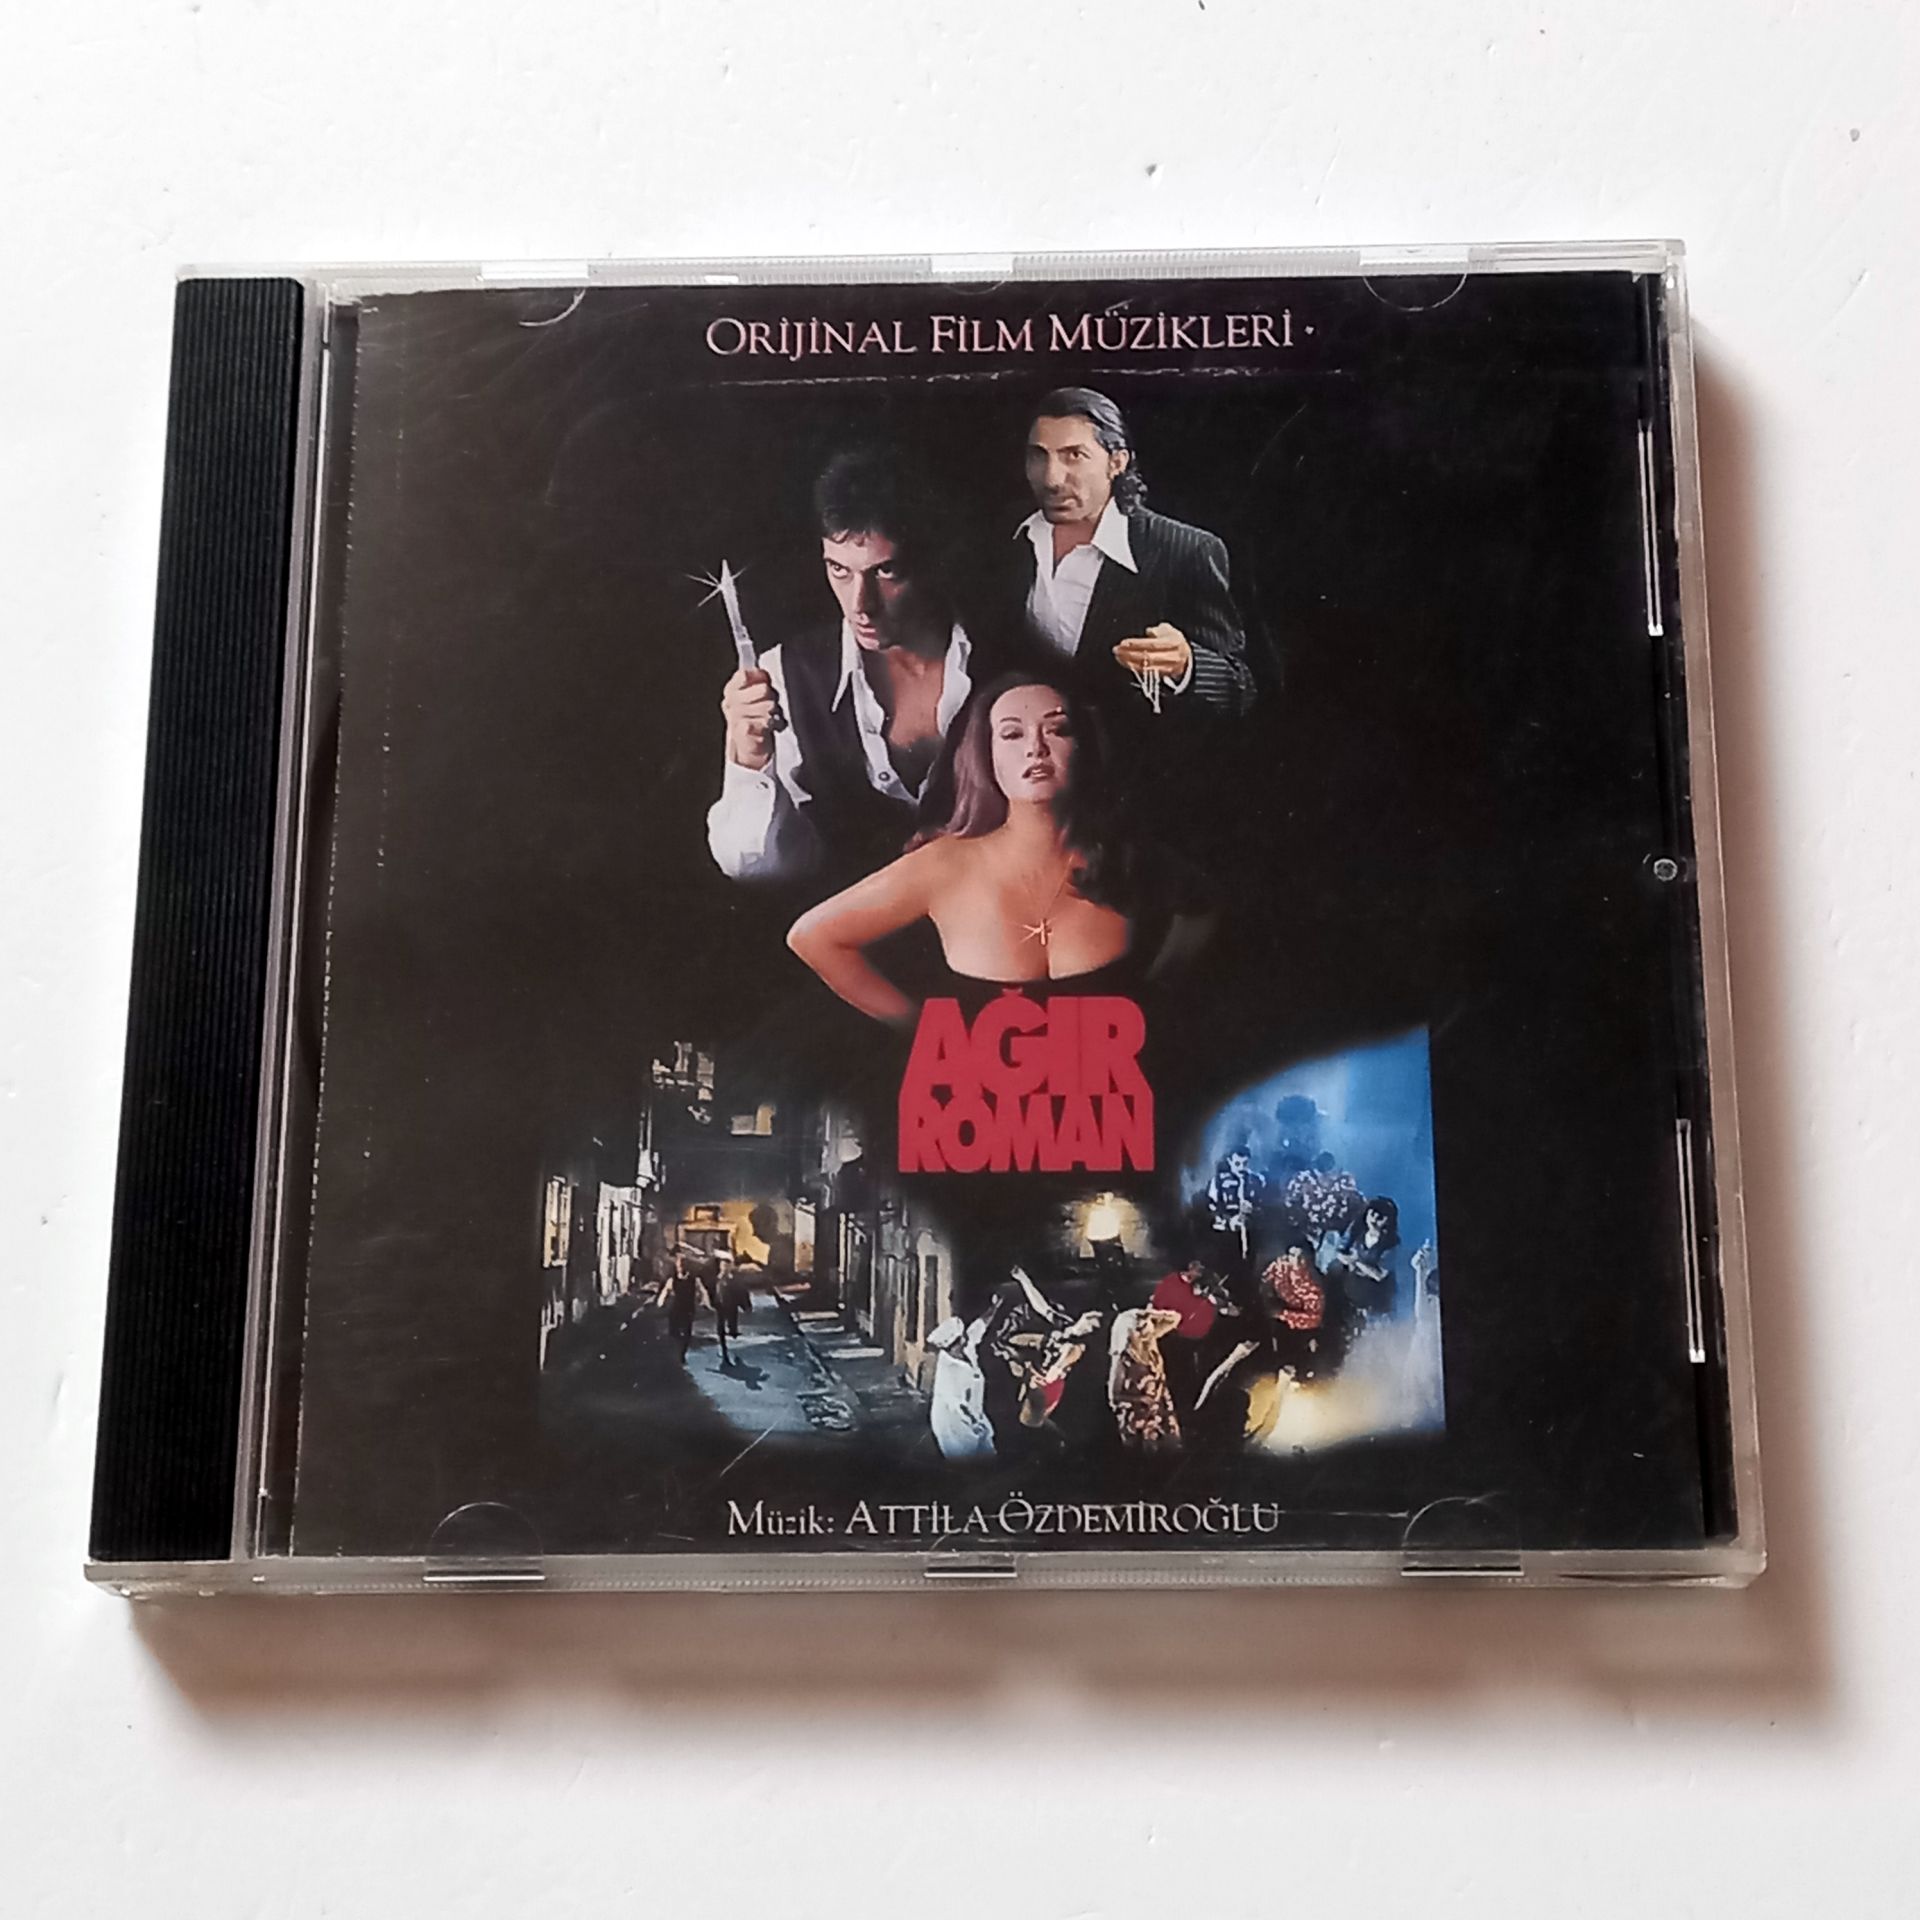 ORİJİNAL FİLM MÜZİKLERİ
AĞIR
ROMAN
Müzik: ATTİLA ÖZDEMİROĞLU